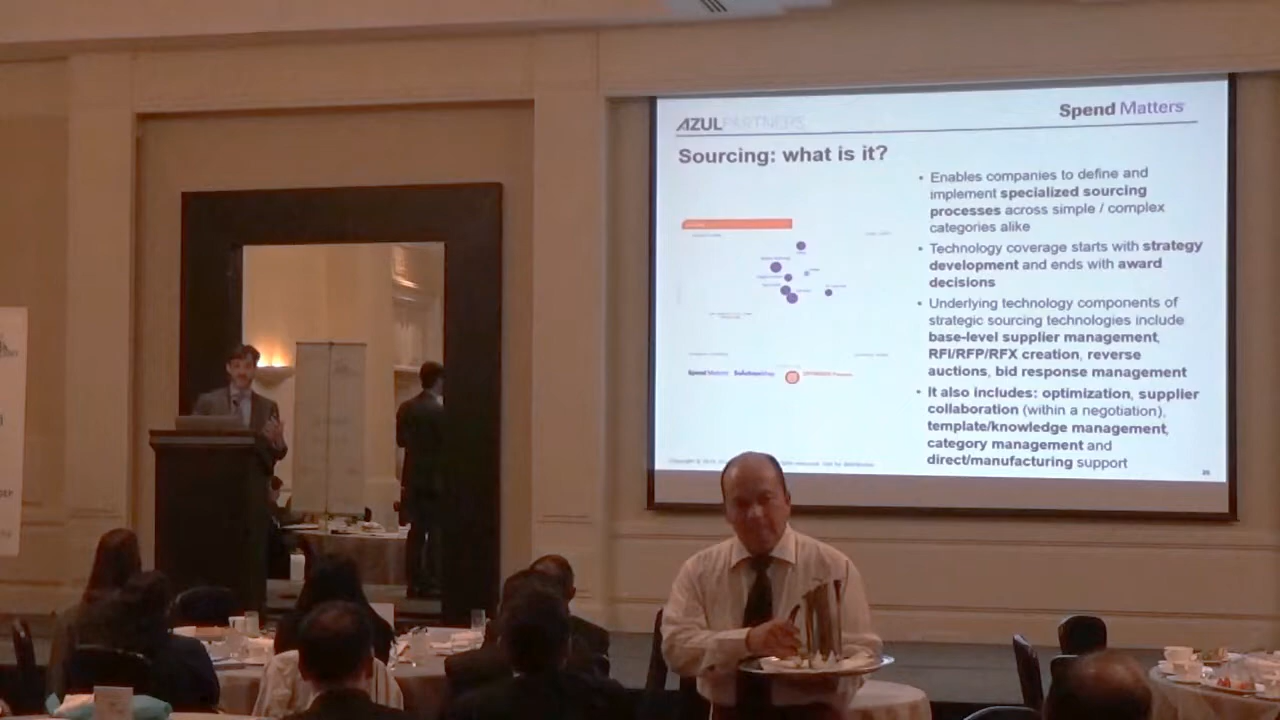 AZULPARTNERS
Spend Matters
Sourcing: what is it?
• Enables companies to define and
implement specialized sourcing
processes across simple / complex
categories alike
• Technology coverage starts with strategy
development and ends with award
decisions
• Underlying technology components of
strategic sourcing technologies include
base-level supplier management,
RFI/RFP/RFX creation, reverse
auctions, bid response management
• It also includes: optimization, supplier
collaboration (within a negotiation),
template/knowledge management,
category management and
direct/manufacturing support
Spend Matters SolutionMap